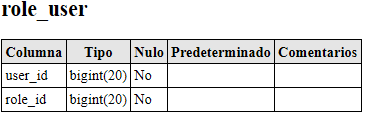 role_user
Columna Tipo Nulo Predeterminado Comentarios
user_id bigint(20) No
role_id bigint(20) No